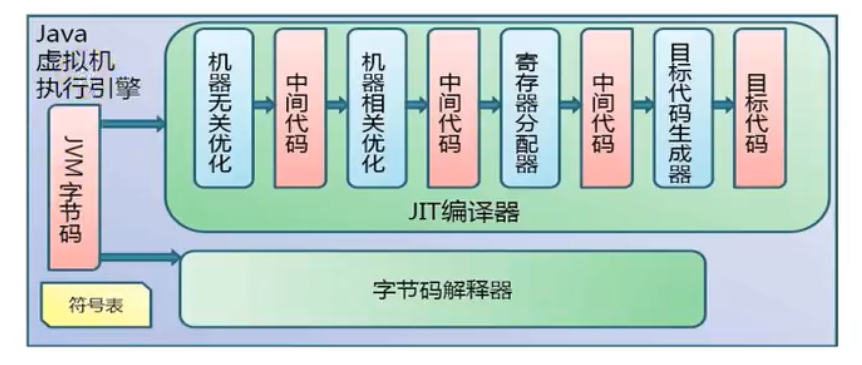 Java
虚拟机
执行引擎
JVM 字节码
机器无关优化
中间代码
机器相关优化
中间代码
寄存器分配器
中间代码
目标代码生成器
目标代码
JIT编译器
字节码解释器
符号表